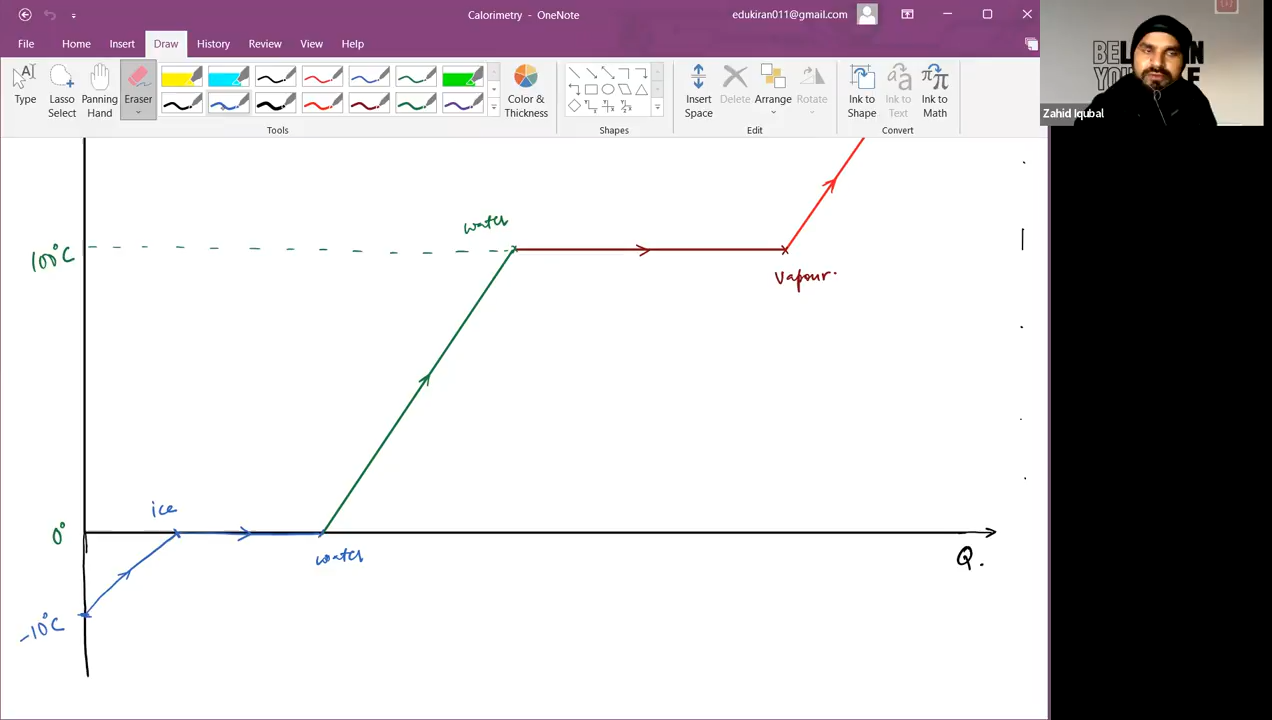 Calorimetry - OneNote
edukiran011@gmail.com
File Home Insert Draw History Review View Help
Type
Lasso Select
Panning Hand
Eraser
Color & Thickness
Insert Space
Delete
Arrange
Rotate
Ink to Shape
Ink to Text
Ink to Math
Tools
Shapes
Edit
Convert
Zahid Iqubal
water
100°C
Vapour.
ice
0°
water
Q.
-10°C